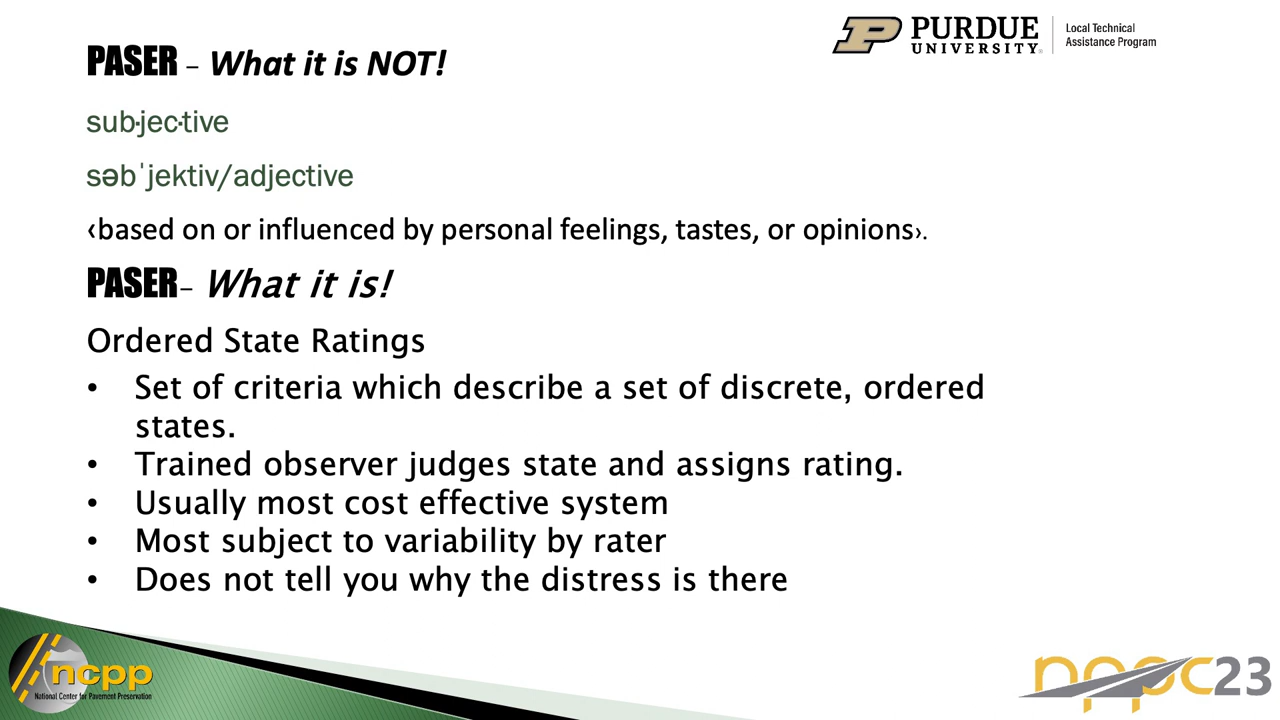 PURDUE
UNIVERSITY®
Local Technical
Assistance Program
PASER – What it is NOT!
sub·jec·tive
səbˈjektiv/adjective
‹based on or influenced by personal feelings, tastes, or opinions›.
PASER– What it is!
Ordered State Ratings
• Set of criteria which describe a set of discrete, ordered
states.
• Trained observer judges state and assigns rating.
• Usually most cost effective system
• Most subject to variability by rater
• Does not tell you why the distress is there
ncpp
National Center for Pavement Preservation
nppc23